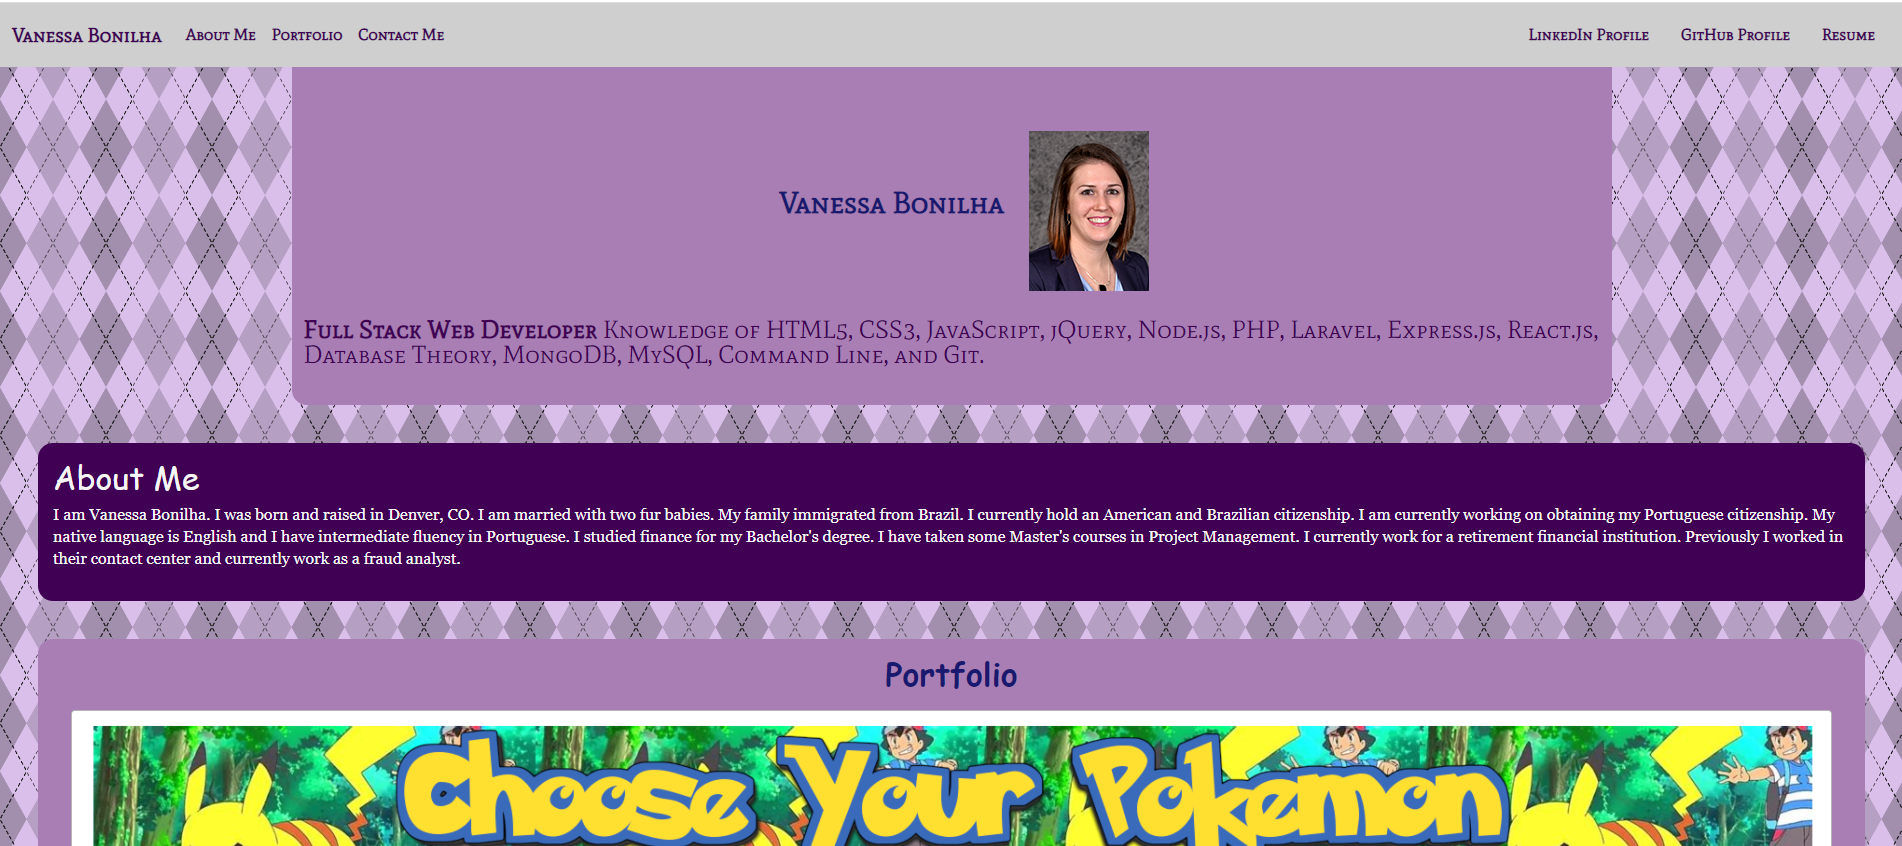 Vanessa Bonilha About Me Portfolio Contact Me LinkedIn Profile GitHub Profile Resume
Vanessa Bonilha
Full Stack Web Developer Knowledge of HTML5, CSS3, JavaScript, jQuery, Node.js, PHP, Laravel, Express.js, React.js,
Database Theory, MongoDB, MySQL, Command Line, and Git.
About Me
I am Vanessa Bonilha. I was born and raised in Denver, CO. I am married with two fur babies. My family immigrated from Brazil. I currently hold an American and Brazilian citizenship. I am currently working on obtaining my Portuguese citizenship. My
native language is English and I have intermediate fluency in Portuguese. I studied finance for my Bachelor's degree. I have taken some Master's courses in Project Management. I currently work for a retirement financial institution. Previously I worked in
their contact center and currently work as a fraud analyst.
Portfolio
Choose Your Pokemon